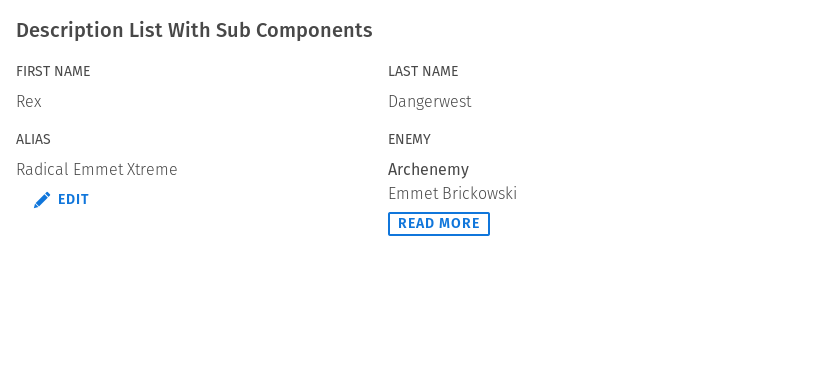 Description List With Sub Components
FIRST NAME
Rex
LAST NAME
Dangerwest
ALIAS
Radical Emmet Xtreme
EDIT
ENEMY
Archenemy
Emmet Brickowski
READ MORE